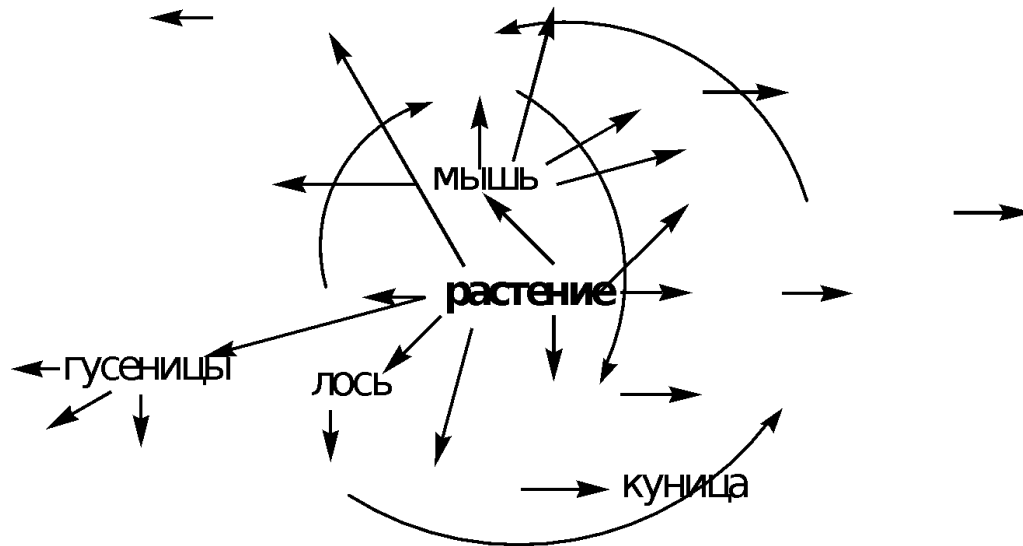 мышь
растение
гусеницы
лось
куница